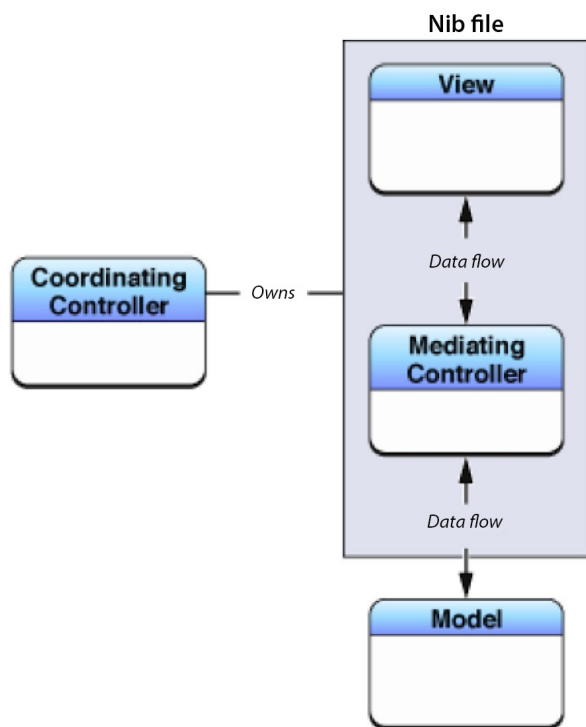 Nib file
View
Data flow
Coordinating
Controller
Owns
Mediating
Controller
Data flow
Model